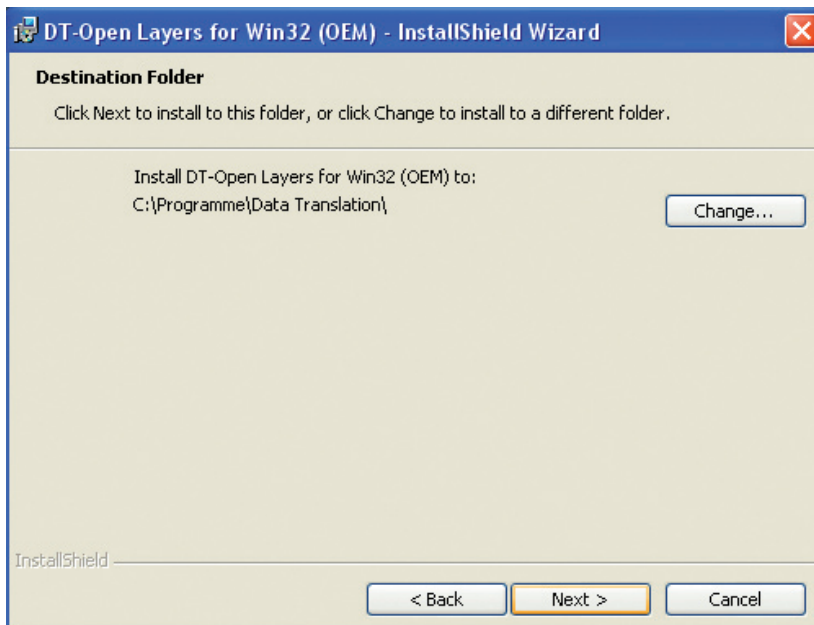 DT-Open Layers for Win32 (OEM) - InstallShield Wizard
Destination Folder
Click Next to install to this folder, or click Change to install to a different folder.
Install DT-Open Layers for Win32 (OEM) to:
C:\Programme\Data Translation\
Change...
InstallShield
< Back
Next >
Cancel